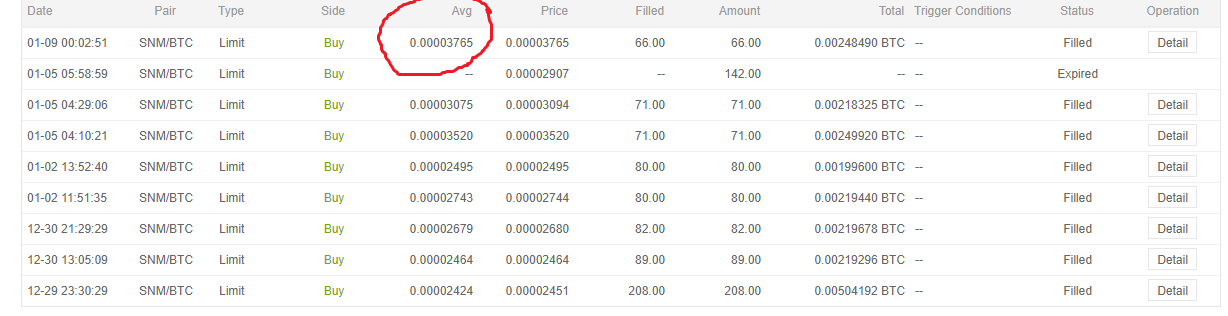 Date Pair Type Side Avg Price Filled Amount Total Trigger Conditions Status Operation
01-09 00:02:51 SNM/BTC Limit Buy 0.00003765 0.00003765 66.00 66.00 0.00248490 BTC -- Filled Detail
01-05 05:58:59 SNM/BTC Limit Buy -- 0.00002907 -- 142.00 -- -- Expired
01-05 04:29:06 SNM/BTC Limit Buy 0.00003075 0.00003094 71.00 71.00 0.00218325 BTC -- Filled Detail
01-05 04:10:21 SNM/BTC Limit Buy 0.00003520 0.00003520 71.00 71.00 0.00249920 BTC -- Filled Detail
01-02 13:52:40 SNM/BTC Limit Buy 0.00002495 0.00002495 80.00 80.00 0.00199600 BTC -- Filled Detail
01-02 11:51:35 SNM/BTC Limit Buy 0.00002743 0.00002744 80.00 80.00 0.00219440 BTC -- Filled Detail
12-30 21:29:29 SNM/BTC Limit Buy 0.00002679 0.00002680 82.00 82.00 0.00219678 BTC -- Filled Detail
12-30 13:05:09 SNM/BTC Limit Buy 0.00002464 0.00002464 89.00 89.00 0.00219296 BTC -- Filled Detail
12-29 23:30:29 SNM/BTC Limit Buy 0.00002424 0.00002451 208.00 208.00 0.00504192 BTC -- Filled Detail